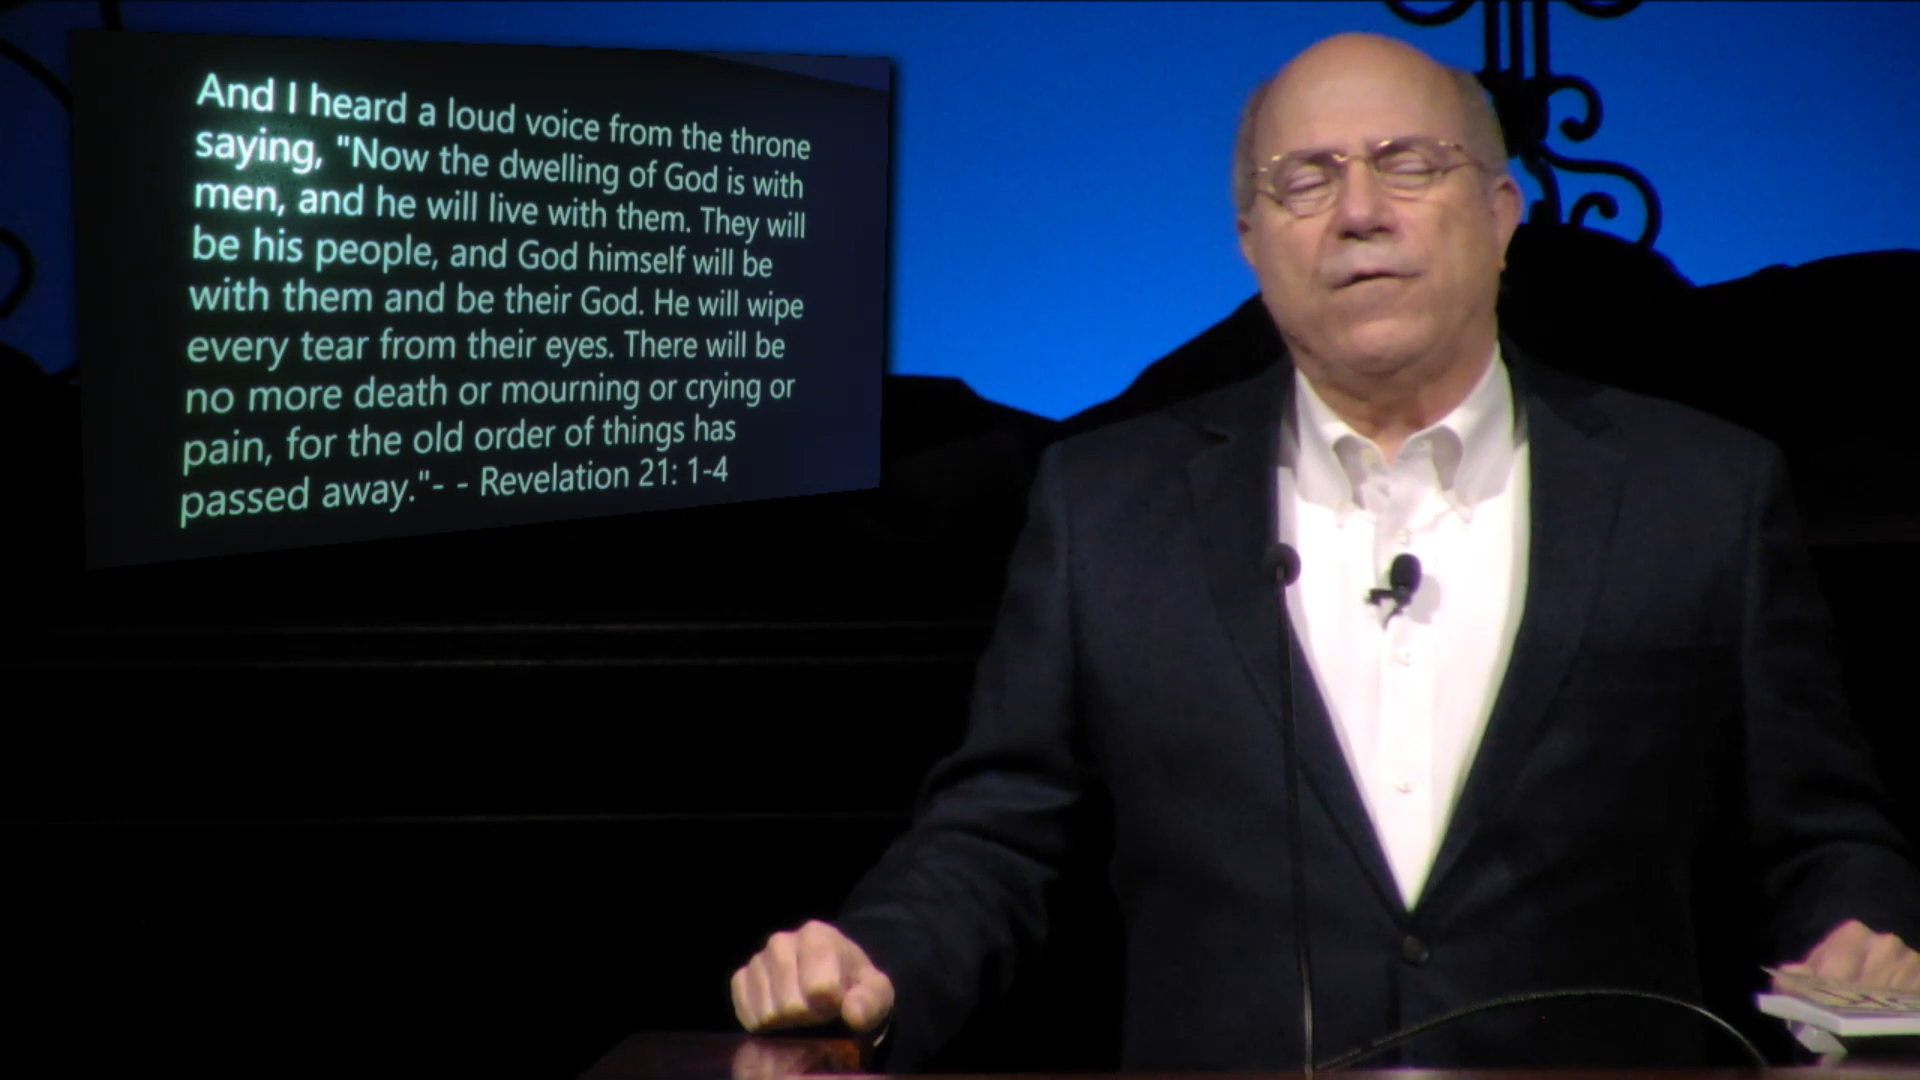 And I heard a loud voice from the throne
saying, "Now the dwelling of God is with
men, and he will live with them. They will
be his people, and God himself will be
with them and be their God. He will wipe
every tear from their eyes. There will be
no more death or mourning or crying or
pain, for the old order of things has
passed away."- - Revelation 21: 1-4